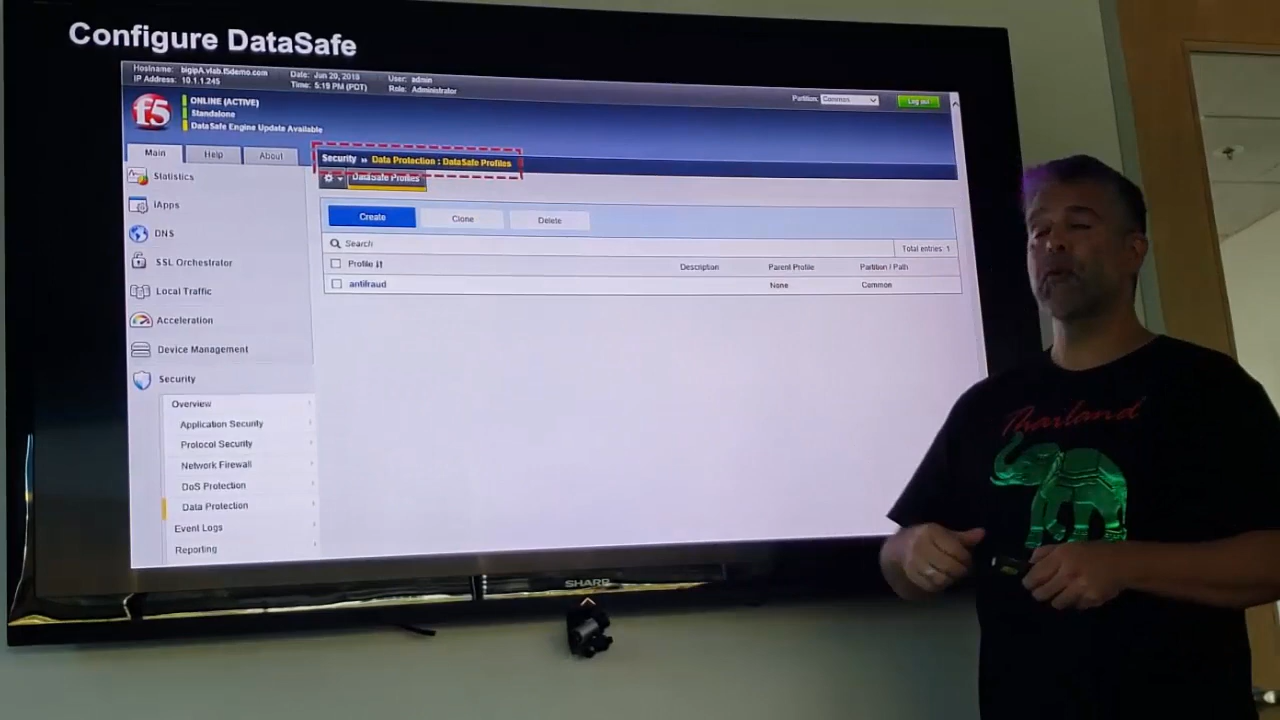 Configure DataSafe
Hostname: bigipA.vlab.f5demo.com Date: Jun 20, 2019 User: admin
IP Address: 10.1.1.245 Time: 5:19 PM (PDT) Role: Administrator
Partition: Common Log out
f5
ONLINE (ACTIVE)
Standalone
DataSafe Engine Update Available
Main Help About
Security » Data Protection : DataSafe Profiles
DataSafe Profiles
Statistics
iApps
DNS
SSL Orchestrator
Local Traffic
Acceleration
Device Management
Security
Overview
Application Security
Protocol Security
Network Firewall
DoS Protection
Data Protection
Event Logs
Reporting
Create Clone Delete
Search Total entries: 1
Profile Description Parent Profile Partition / Path
antifraud None Common
SHARP
Thailand